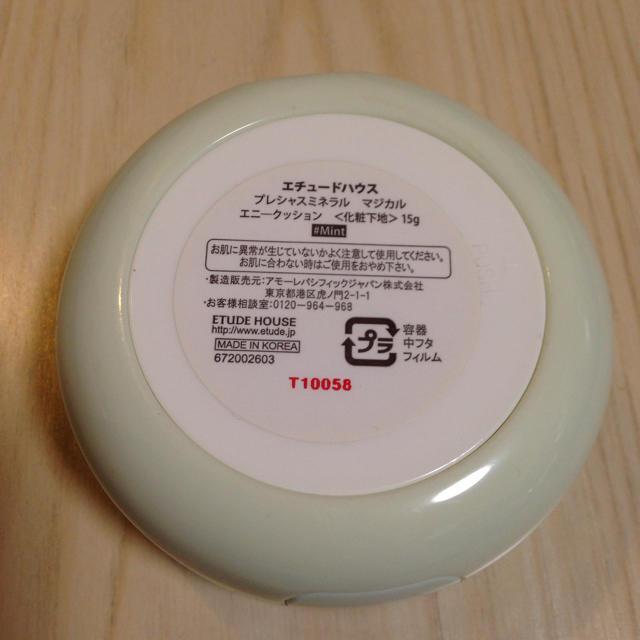 エチュードハウス
プレシャスミネラル マジカル
エニークッション <化粧下地> 15g
#Mint
お肌に異常が生じていないかよく注意して使用してください。
お肌に合わない時はご使用をおやめ下さい。
・製造販売元:アモーレパシフィックジャパン株式会社
東京都港区虎ノ門2-1-1
・お客様相談室:0120-964-968
ETUDE HOUSE
http://www.etude.jp
MADE IN KOREA
672002603
プラ
容器
中フタ
フィルム
T10058